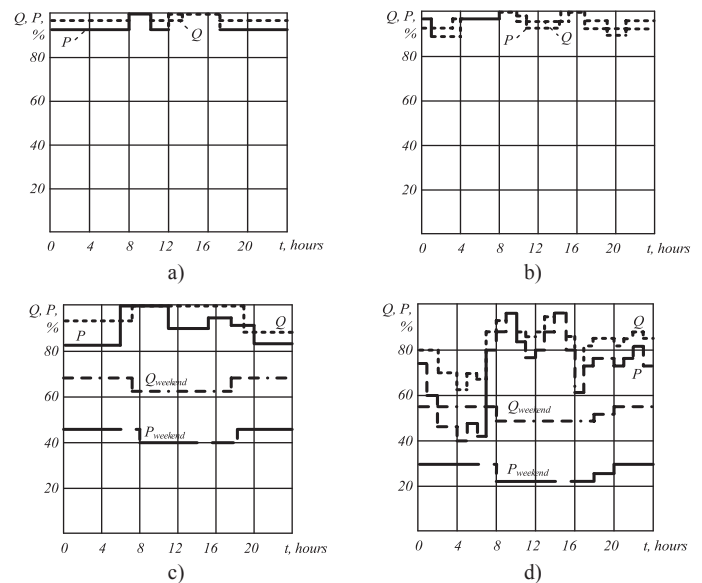 Q, P,
%
P
Q
80
60
40
20
0 4 8 12 16 20 t, hours
a)
Q, P,
%
P
Q
80
60
40
20
0 4 8 12 16 20 t, hours
b)
Q, P,
%
P
Q
80
Qweekend
60
Pweekend
40
20
0 4 8 12 16 20 t, hours
c)
Q, P,
%
Q
80
P
60
Qweekend
40
Pweekend
20
0 4 8 12 16 20 t, hours
d)